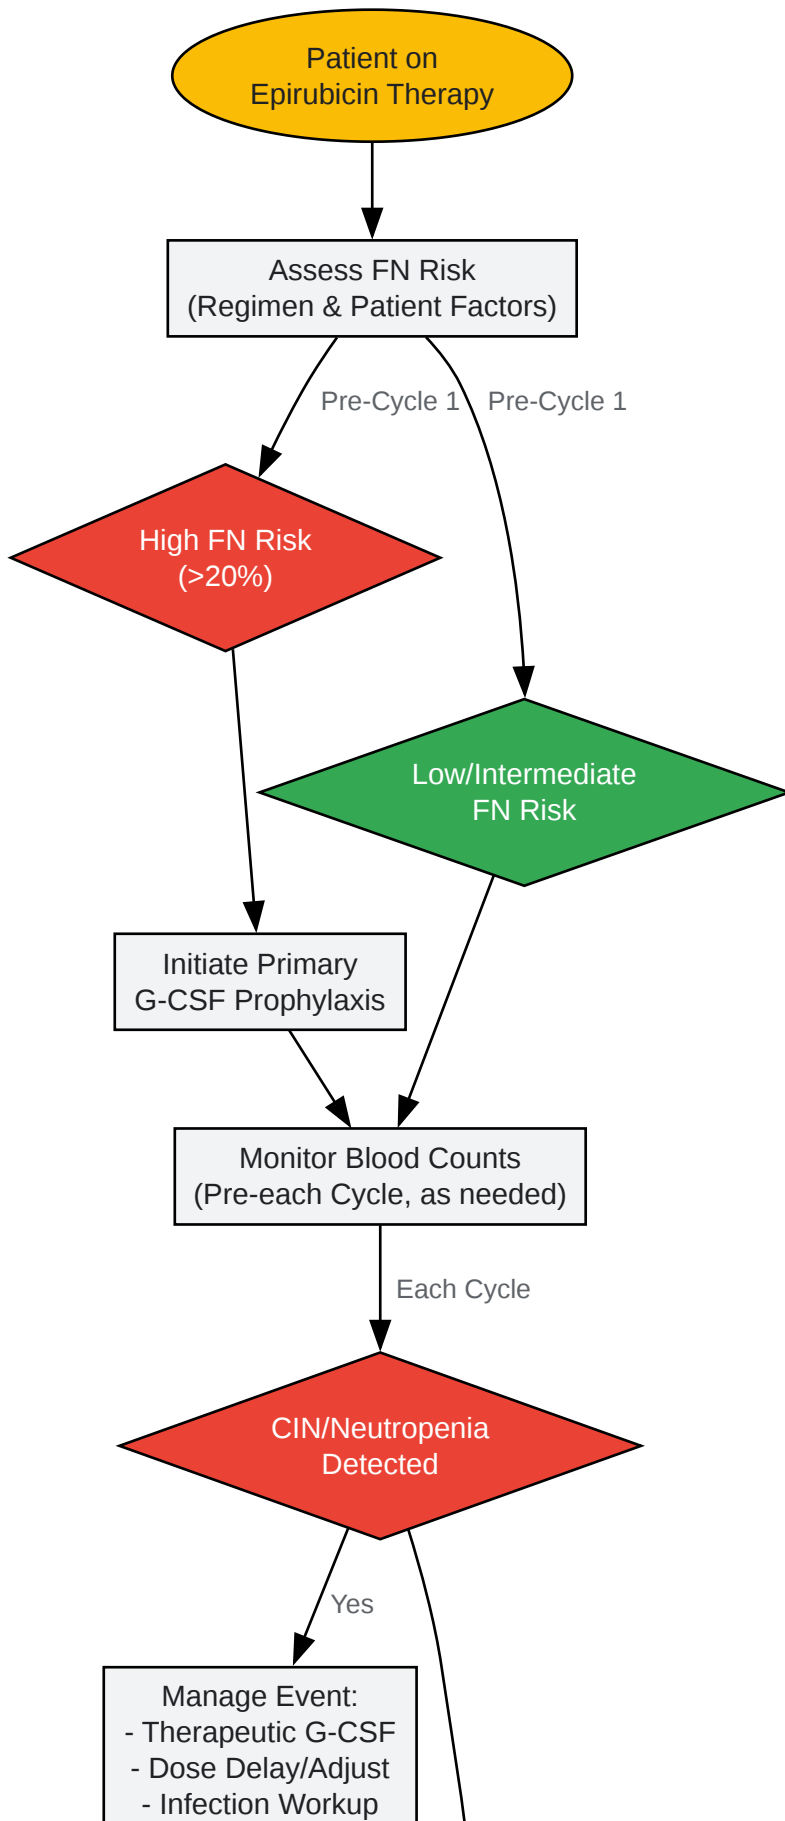 Patient on
Epirubicin Therapy
Assess FN Risk
(Regimen & Patient Factors)
Pre-Cycle 1
Pre-Cycle 1
High FN Risk
(>20%)
Low/Intermediate
FN Risk
Initiate Primary
G-CSF Prophylaxis
Monitor Blood Counts
(Pre-each Cycle, as needed)
Each Cycle
CIN/Neutropenia
Detected
Yes
Manage Event:
- Therapeutic G-CSF
- Dose Delay/Adjust
- Infection Workup